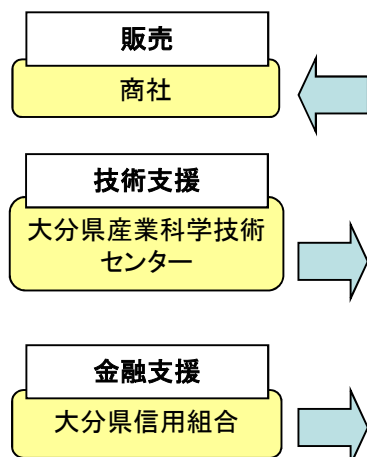 販売
商社
技術支援
大分県産業科学技術
センター
金融支援
大分県信用組合